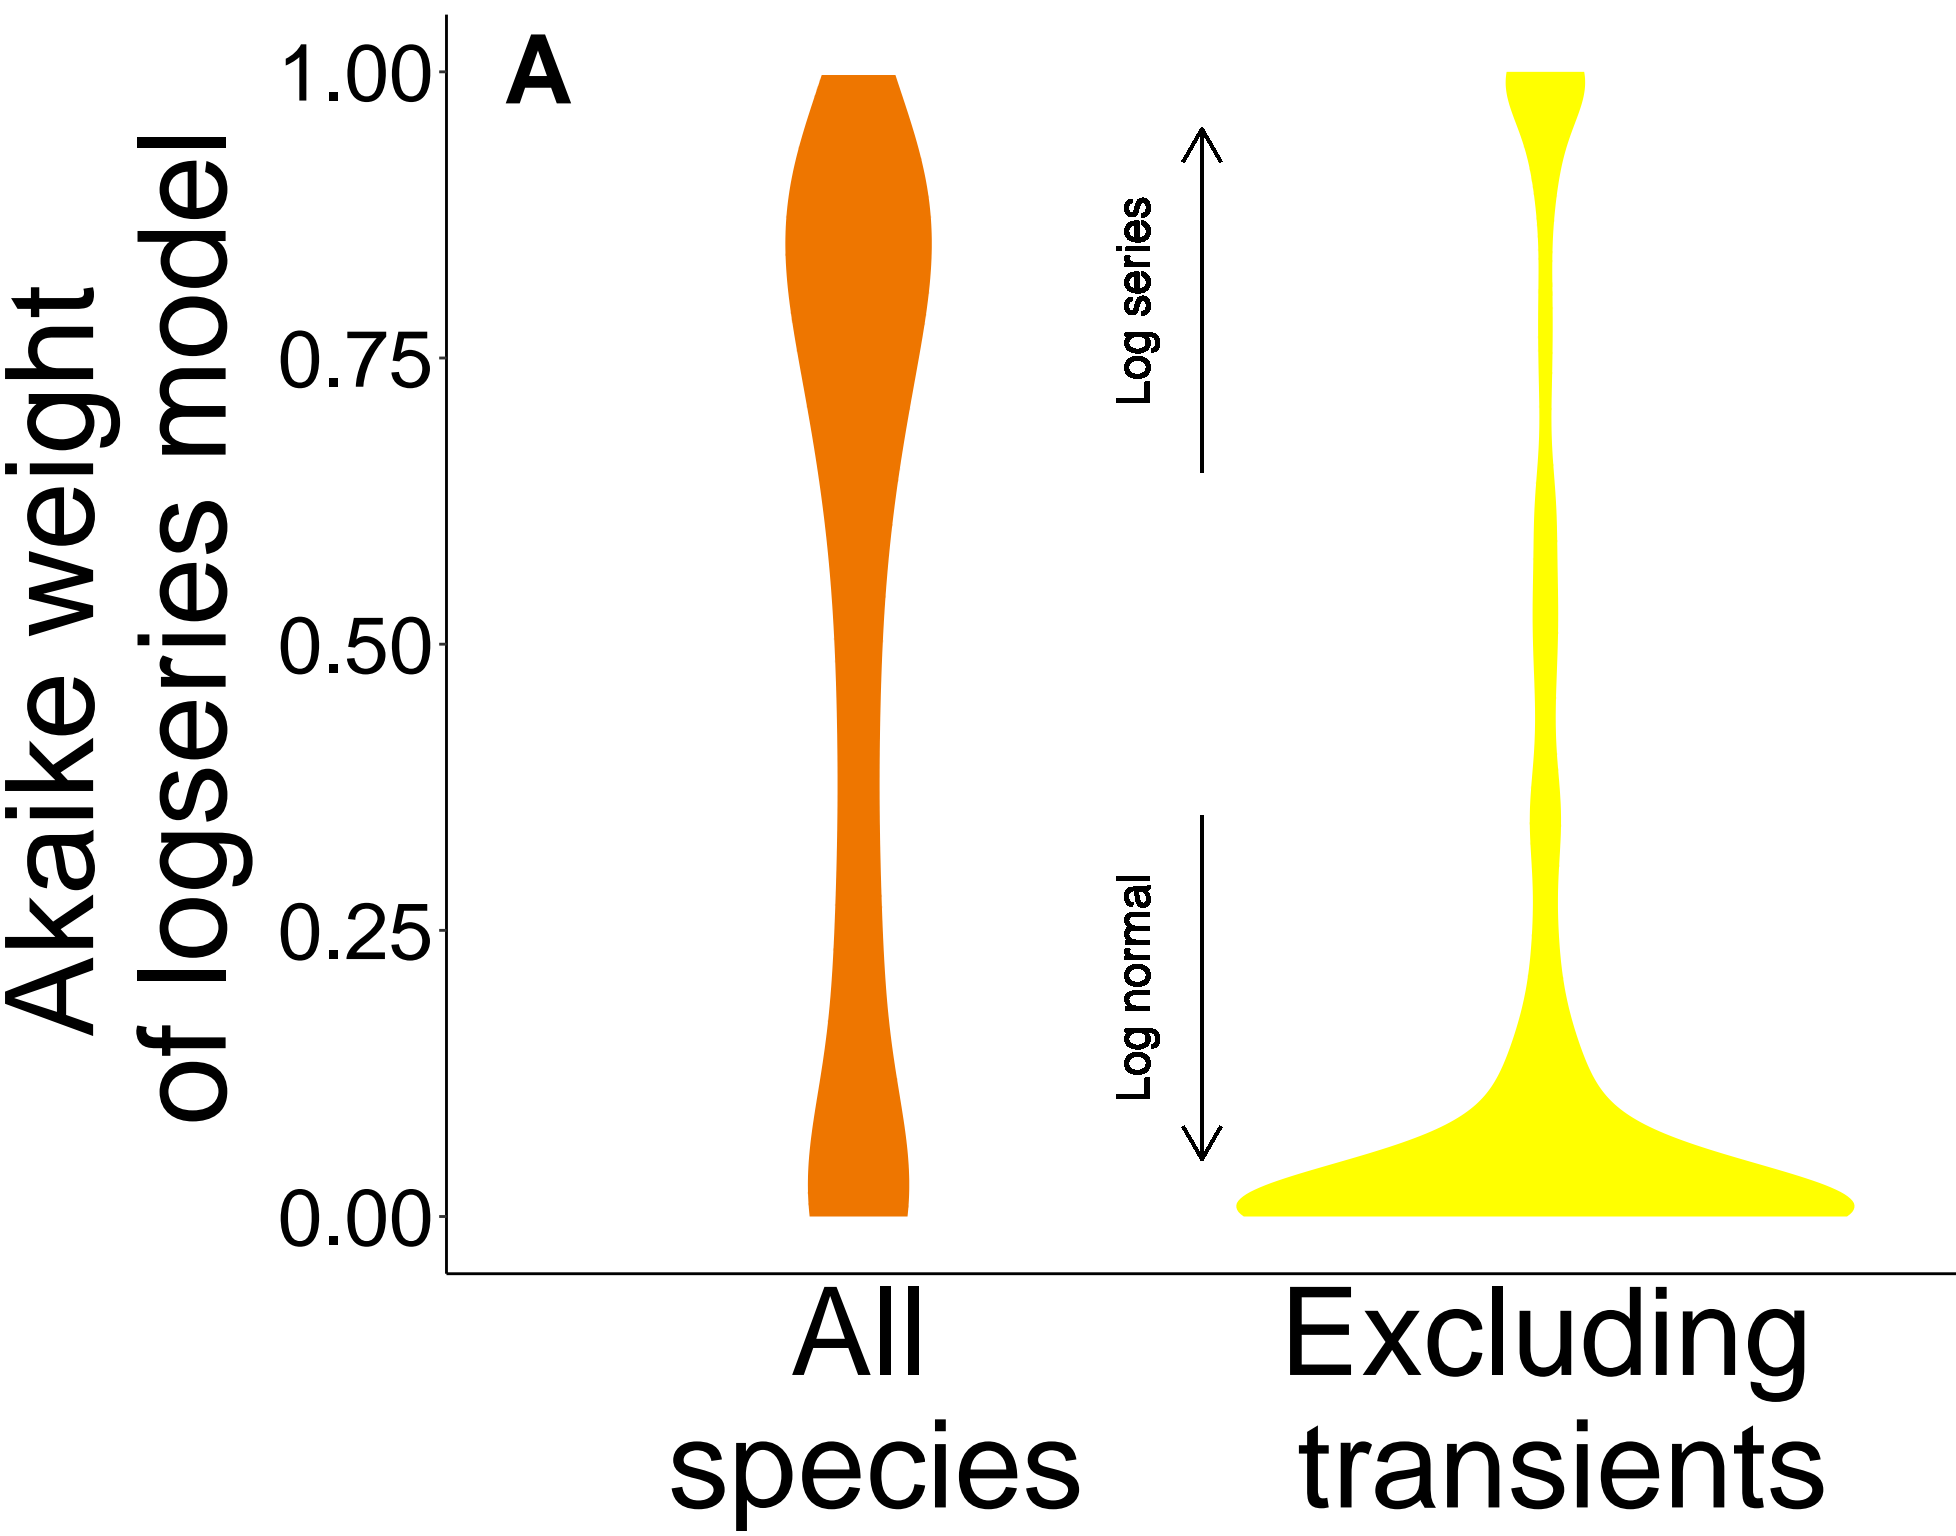 A
Akaike weight
of logseries model
1.00
0.75
0.50
0.25
0.00
Log series
Log normal
All
species
Excluding
transients